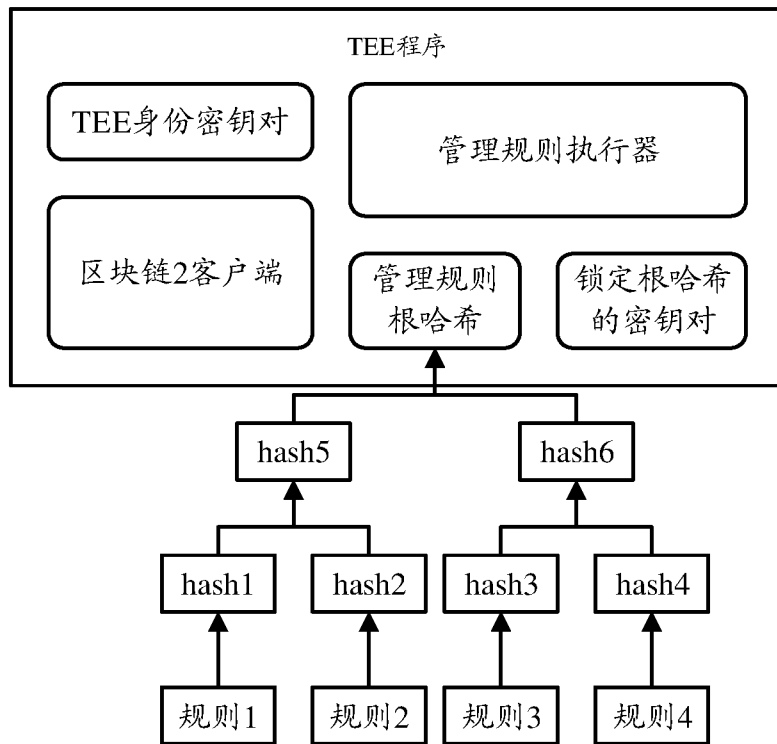 TEE程序
TEE身份密钥对
管理规则执行器
区块链2客户端
管理规则
根哈希
锁定根哈希
的密钥对
hash5
hash6
hash1
hash2
hash3
hash4
规则1
规则2
规则3
规则4